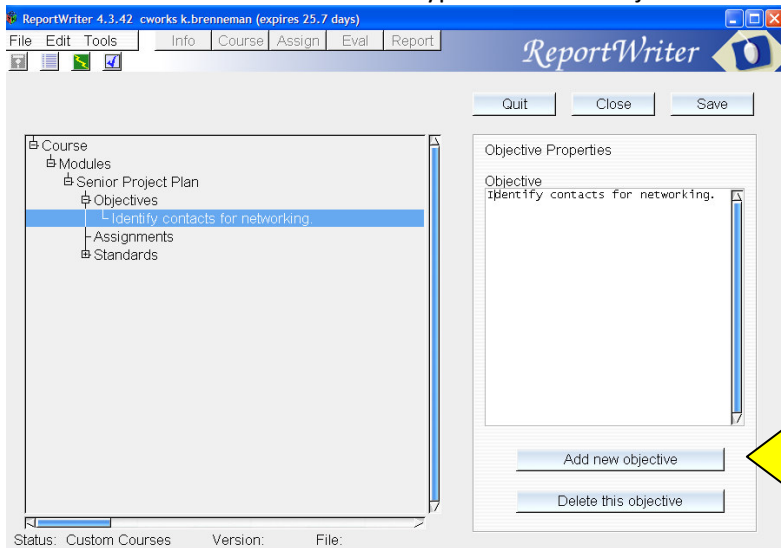 ReportWriter 4.3.42 cworks k.brenneman (expires 25.7 days)
File Edit Tools Info Course Assign Eval Report
ReportWriter
Quit Close Save
Course
Modules
Senior Project Plan
Objectives
Identify contacts for networking.
Assignments
Standards
Objective Properties
Objective
Identify contacts for networking.
Add new objective
Delete this objective
Status: Custom Courses Version: File: